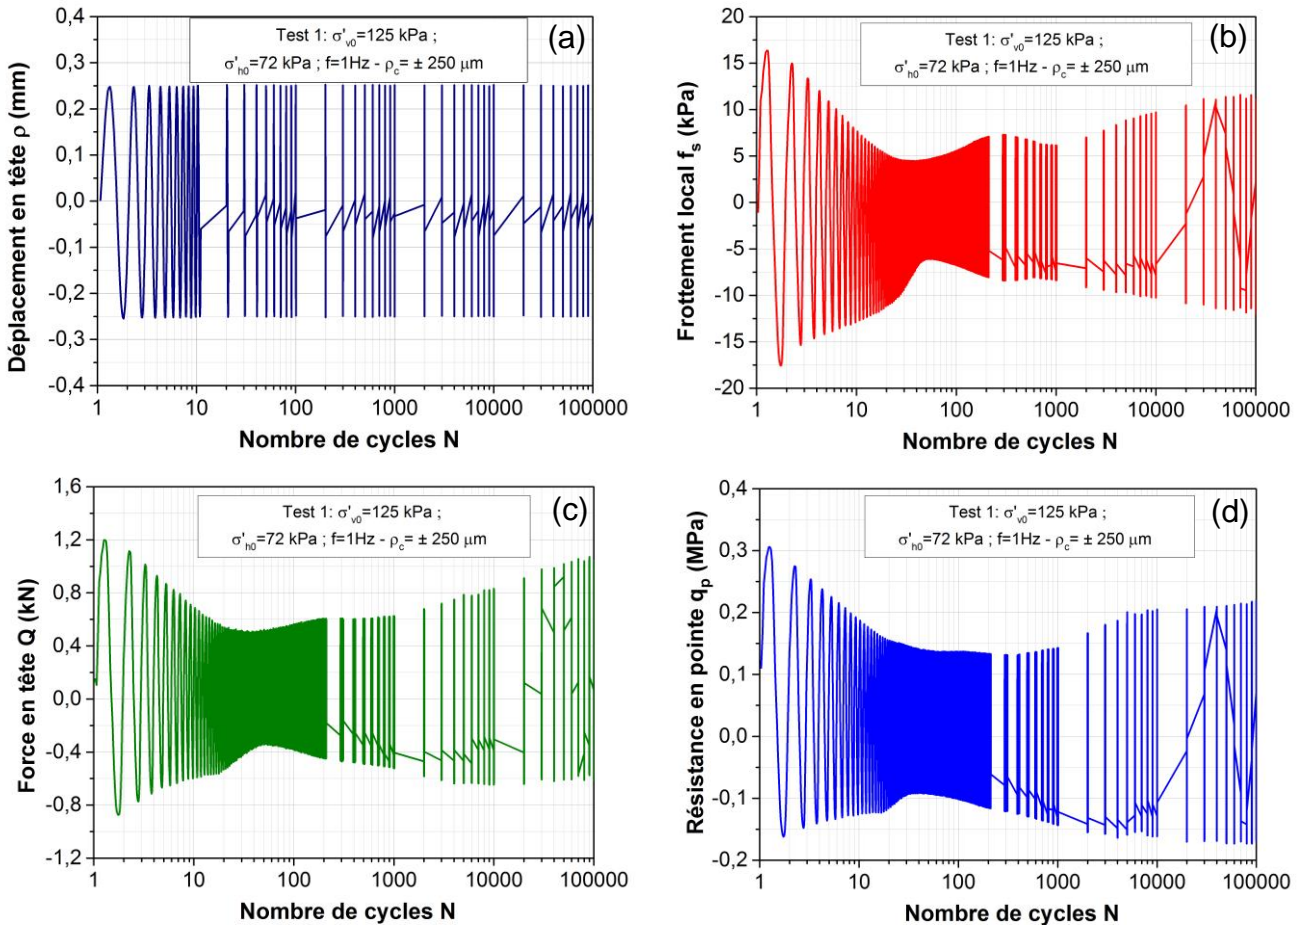 (a)
Test 1: σ'v0=125 kPa ;
σ'h0=72 kPa ; f=1Hz - ρc= ± 250 μm
Déplacement en tête ρ (mm)
0,4
0,3
0,2
0,1
0,0
-0,1
-0,2
-0,3
-0,4
1 10 100 1000 10000 100000
Nombre de cycles N
(b)
Test 1: σ'v0=125 kPa ;
σ'h0=72 kPa ; f=1Hz - ρc= ± 250 μm
Frottement local fs (kPa)
20
15
10
5
0
-5
-10
-15
-20
1 10 100 1000 10000 100000
Nombre de cycles N
(c)
Test 1: σ'v0=125 kPa ;
σ'h0=72 kPa ; f=1Hz - ρc= ± 250 μm
Force en tête Q (kN)
1,6
1,2
0,8
0,4
0,0
-0,4
-0,8
-1,2
1 10 100 1000 10000 100000
Nombre de cycles N
(d)
Test 1: σ'v0=125 kPa ;
σ'h0=72 kPa ; f=1Hz - ρc= ± 250 μm
Résistance en pointe qp (MPa)
0,4
0,3
0,2
0,1
0,0
-0,1
-0,2
1 10 100 1000 10000 100000
Nombre de cycles N